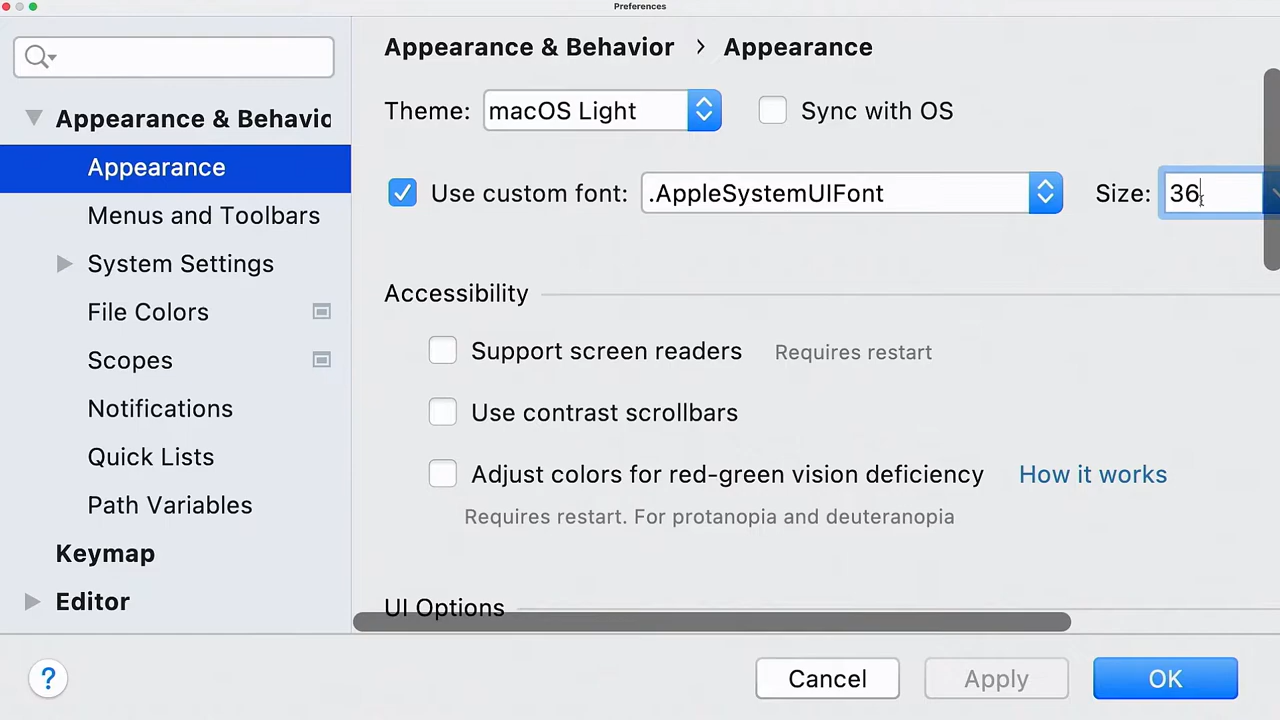 Preferences
Appearance & Behavio
Appearance
Menus and Toolbars
System Settings
File Colors
Scopes
Notifications
Quick Lists
Path Variables
Keymap
Editor
Appearance & Behavior › Appearance
Theme: macOS Light Sync with OS
Use custom font: .AppleSystemUIFont Size: 36
Accessibility
Support screen readers Requires restart
Use contrast scrollbars
Adjust colors for red-green vision deficiency How it works
Requires restart. For protanopia and deuteranopia
UI Options
? Cancel Apply OK